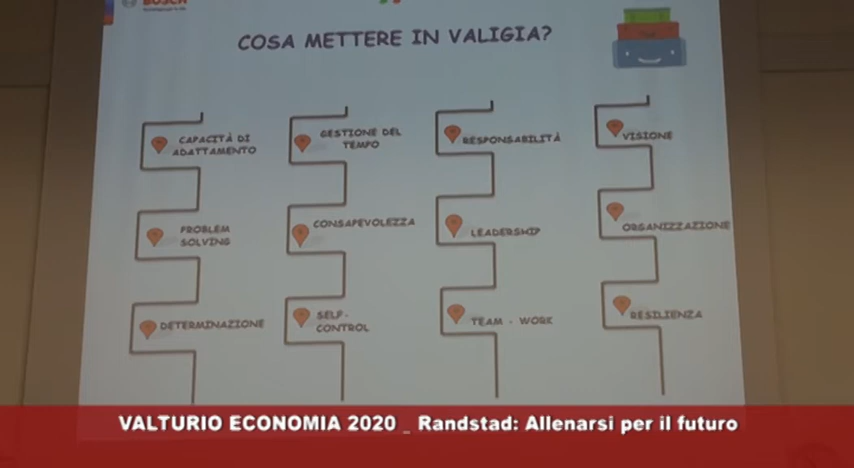 BOSCH
COSA METTERE IN VALIGIA?
CAPACITÀ DI
ADATTAMENTO
PROBLEM
SOLVING
DETERMINAZIONE
GESTIONE DEL
TEMPO
CONSAPEVOLEZZA
SELF-
CONTROL
RESPONSABILITÀ
LEADERSHIP
TEAM - WORK
VISIONE
ORGANIZZAZIONE
RESILIENZA
VALTURIO ECONOMIA 2020 _ Randstad: Allenarsi per il futuro